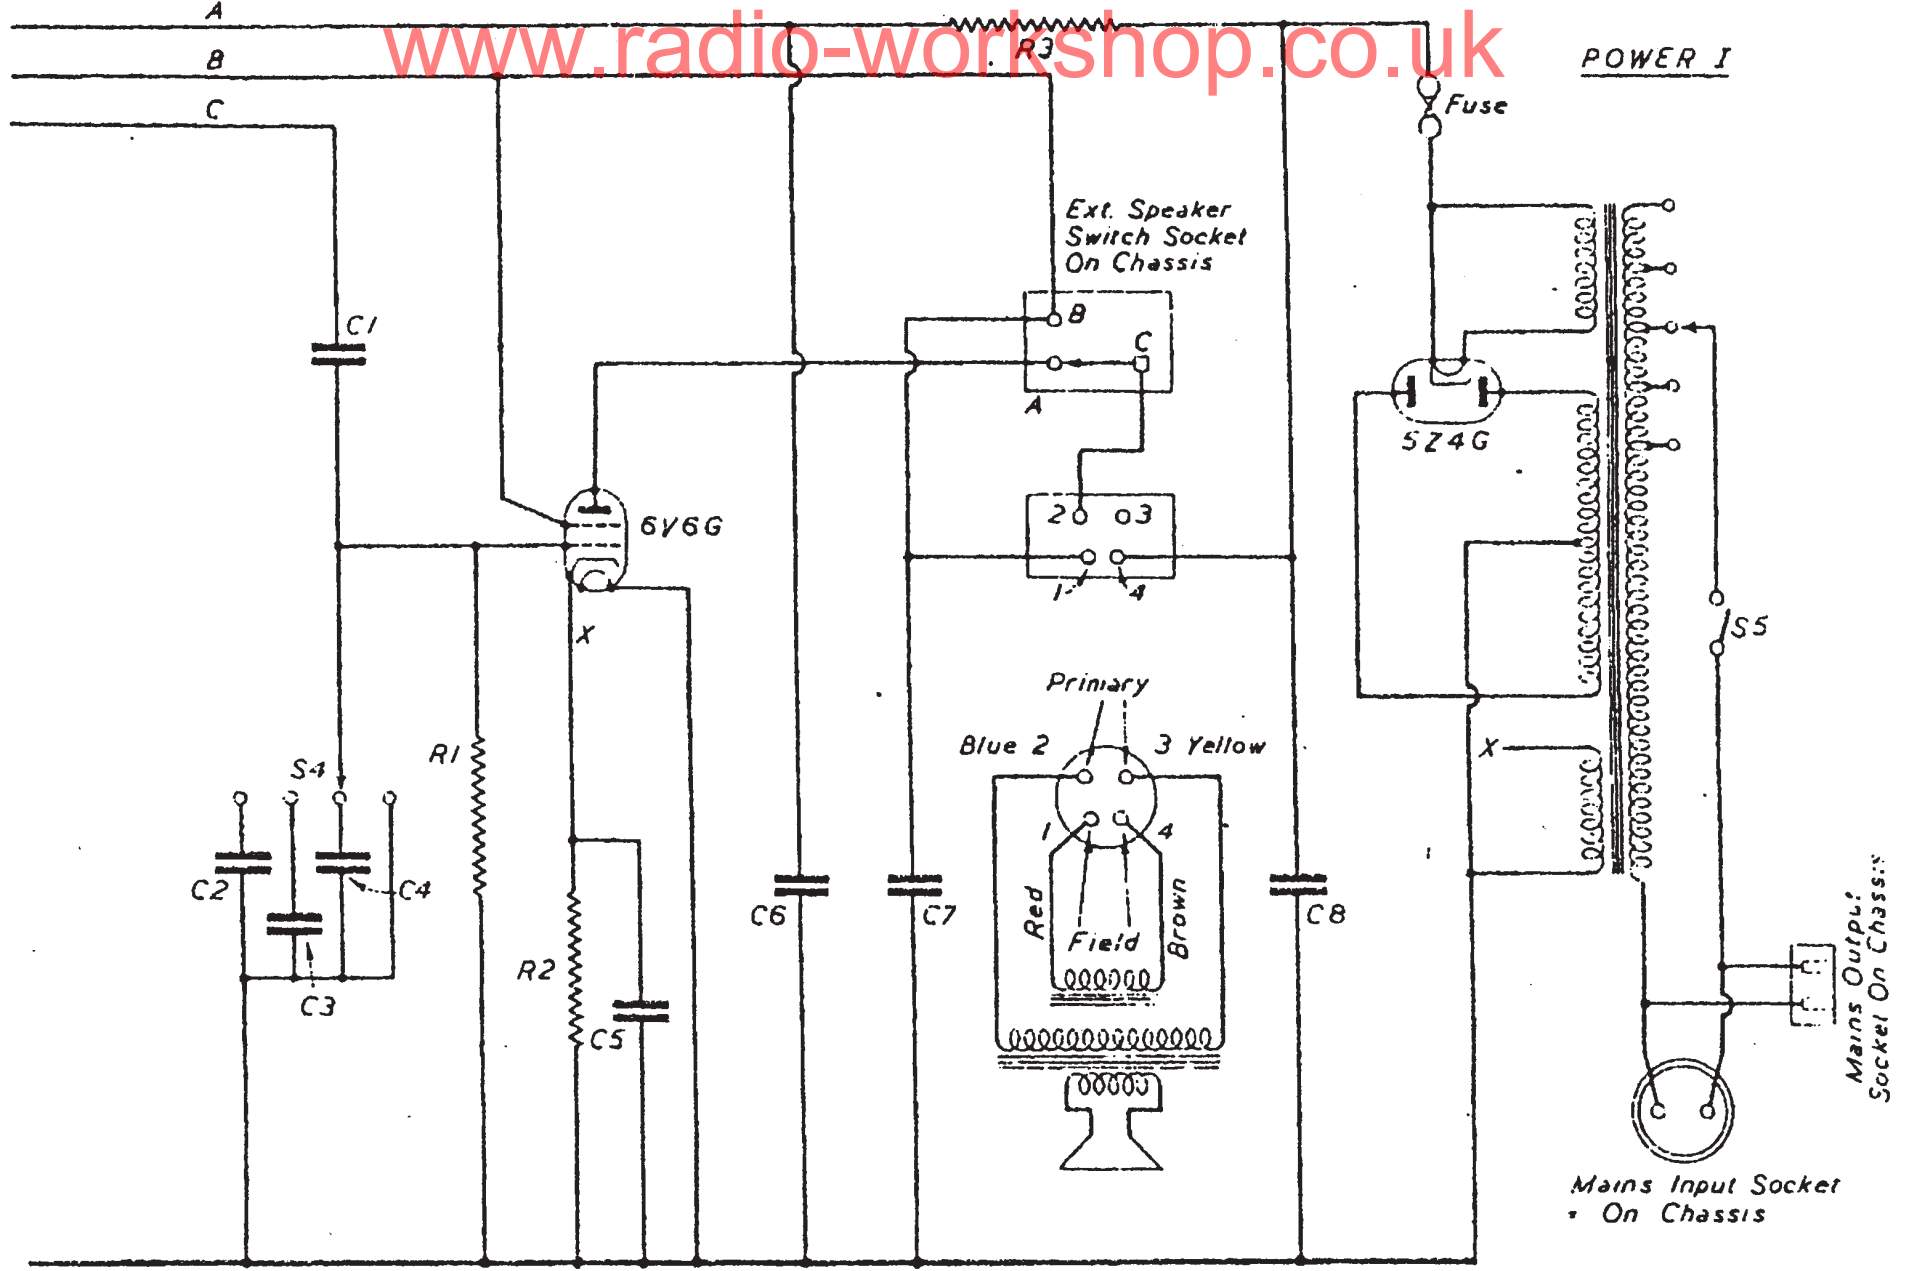 A
www.radio-workshop.co.uk
R3
POWER I
B
C
Fuse
Ext. Speaker
Switch Socket
On Chassis
B
C
A
C1
5Z4G
6V6G
2
3
1
4
X
S5
Primary
Blue 2
3 Yellow
X
R1
S4
1
4
C2
C4
C6
C7
Red
Field
Brown
C8
R2
C3
C5
Mains Output
Socket On Chassis
Mains Input Socket
On Chassis